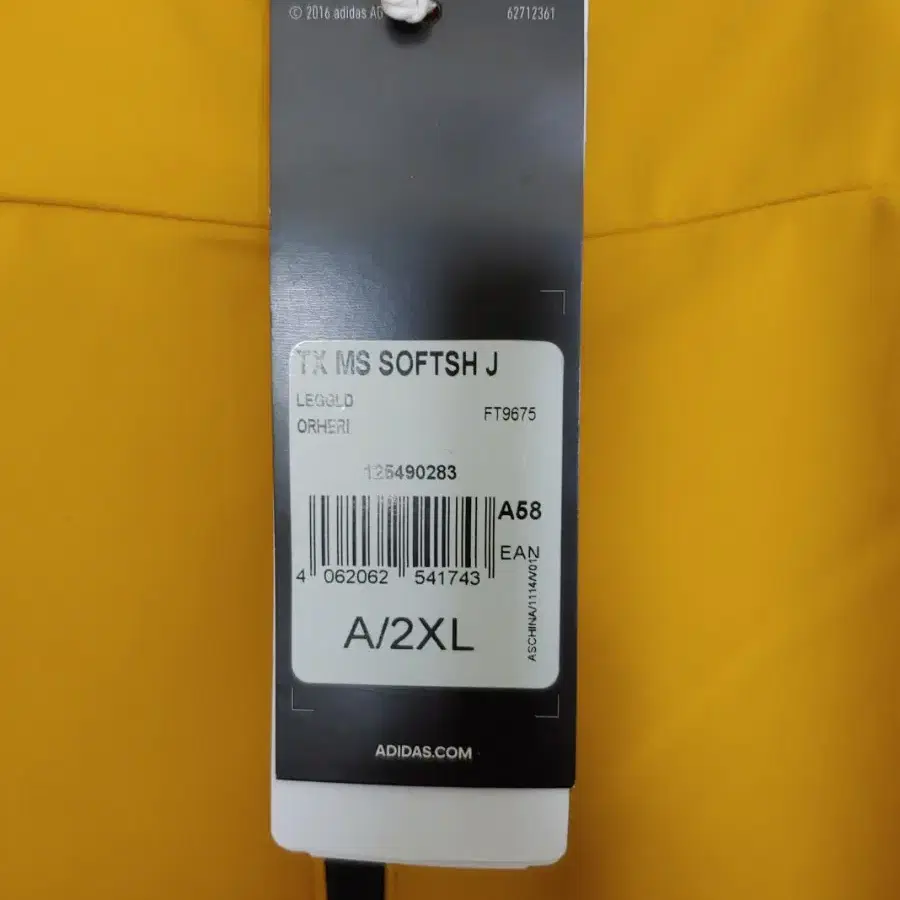 © 2016 adidas AG 62712361
TX MS SOFTSH J
LEGGLD
FT9675
ORHERI
125490283
A58
EAN
4 062062 541743
ASCHINA/1114/V012
A/2XL
ADIDAS.COM